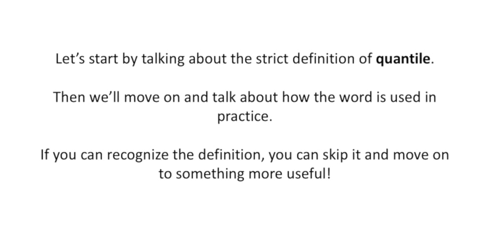 Let's start by talking about the strict definition of quantile.
Then we'll move on and talk about how the word is used in
practice.
If you can recognize the definition, you can skip it and move on
to something more useful!